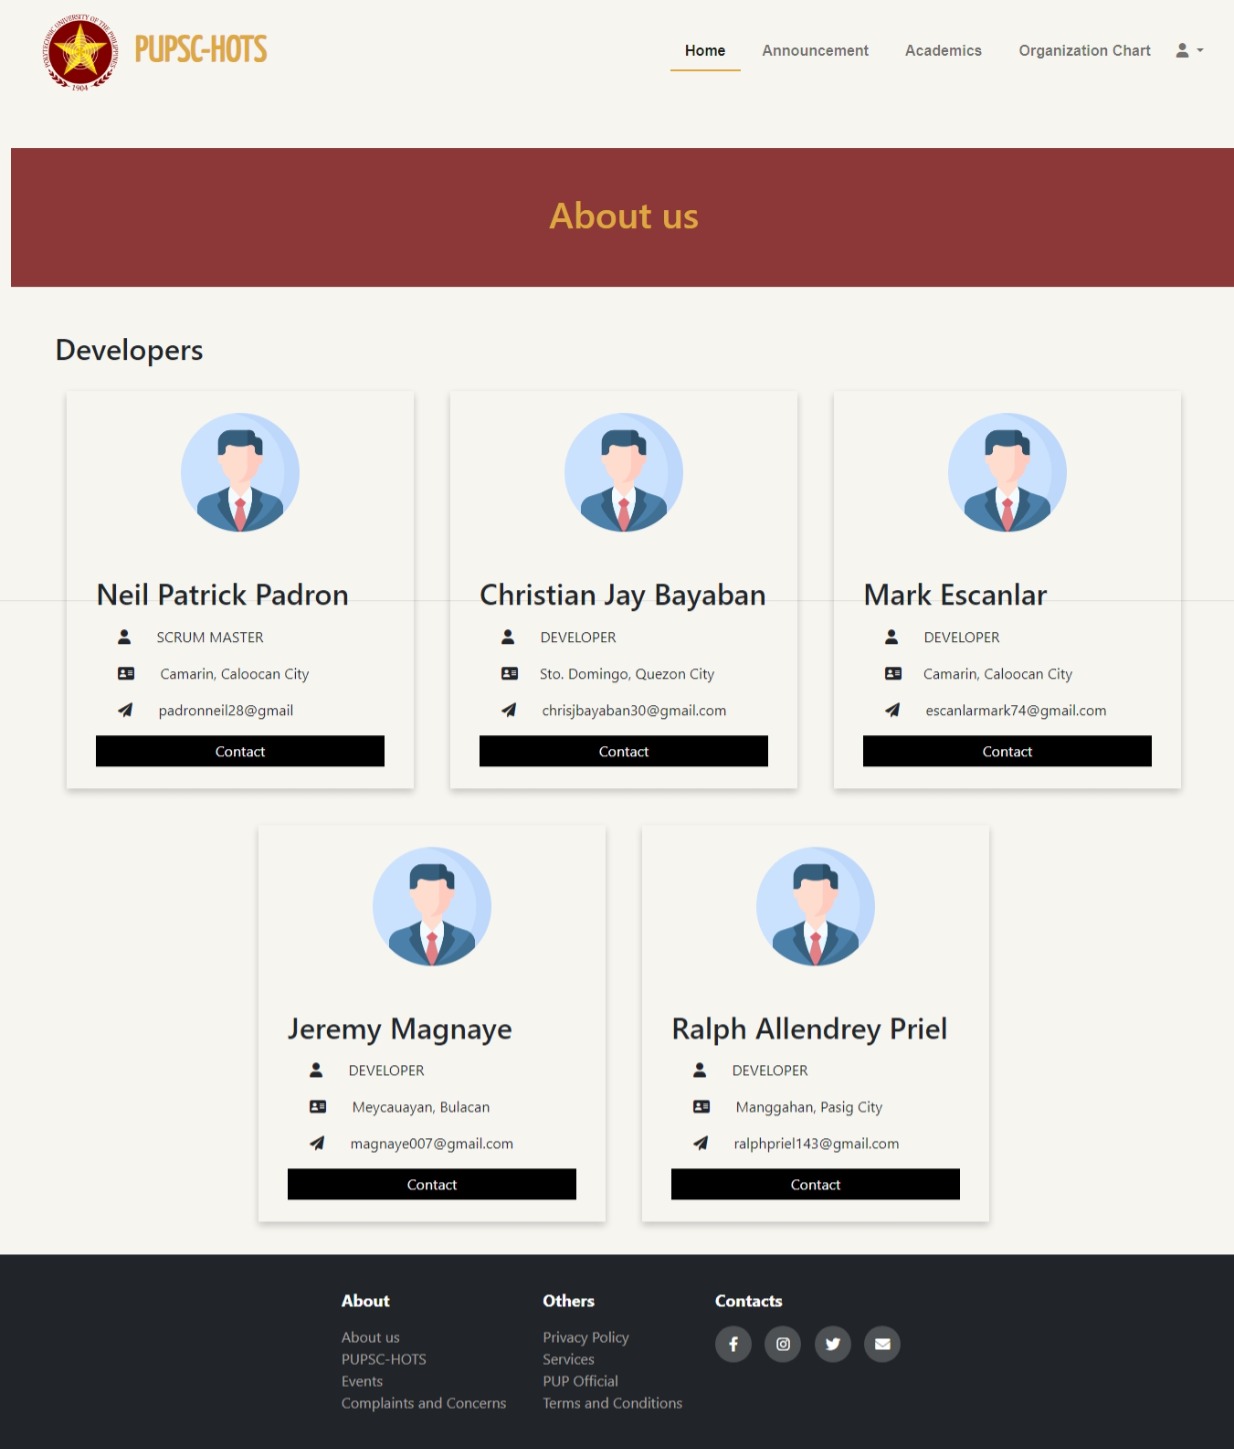 POLYTECHNIC UNIVERSITY OF THE PHILIPPINES
1904
PUPSC-HOTS
Home Announcement Academics Organization Chart
About us
Developers
Neil Patrick Padron
SCRUM MASTER
Camarin, Caloocan City
padronneil28@gmail
Contact
Christian Jay Bayaban
DEVELOPER
Sto. Domingo, Quezon City
chrisjbayaban30@gmail.com
Contact
Mark Escanlar
DEVELOPER
Camarin, Caloocan City
escanlarmark74@gmail.com
Contact
Jeremy Magnaye
DEVELOPER
Meycauayan, Bulacan
magnaye007@gmail.com
Contact
Ralph Allendrey Priel
DEVELOPER
Manggahan, Pasig City
ralphpriel143@gmail.com
Contact
About
About us
PUPSC-HOTS
Events
Complaints and Concerns
Others
Privacy Policy
Services
PUP Official
Terms and Conditions
Contacts